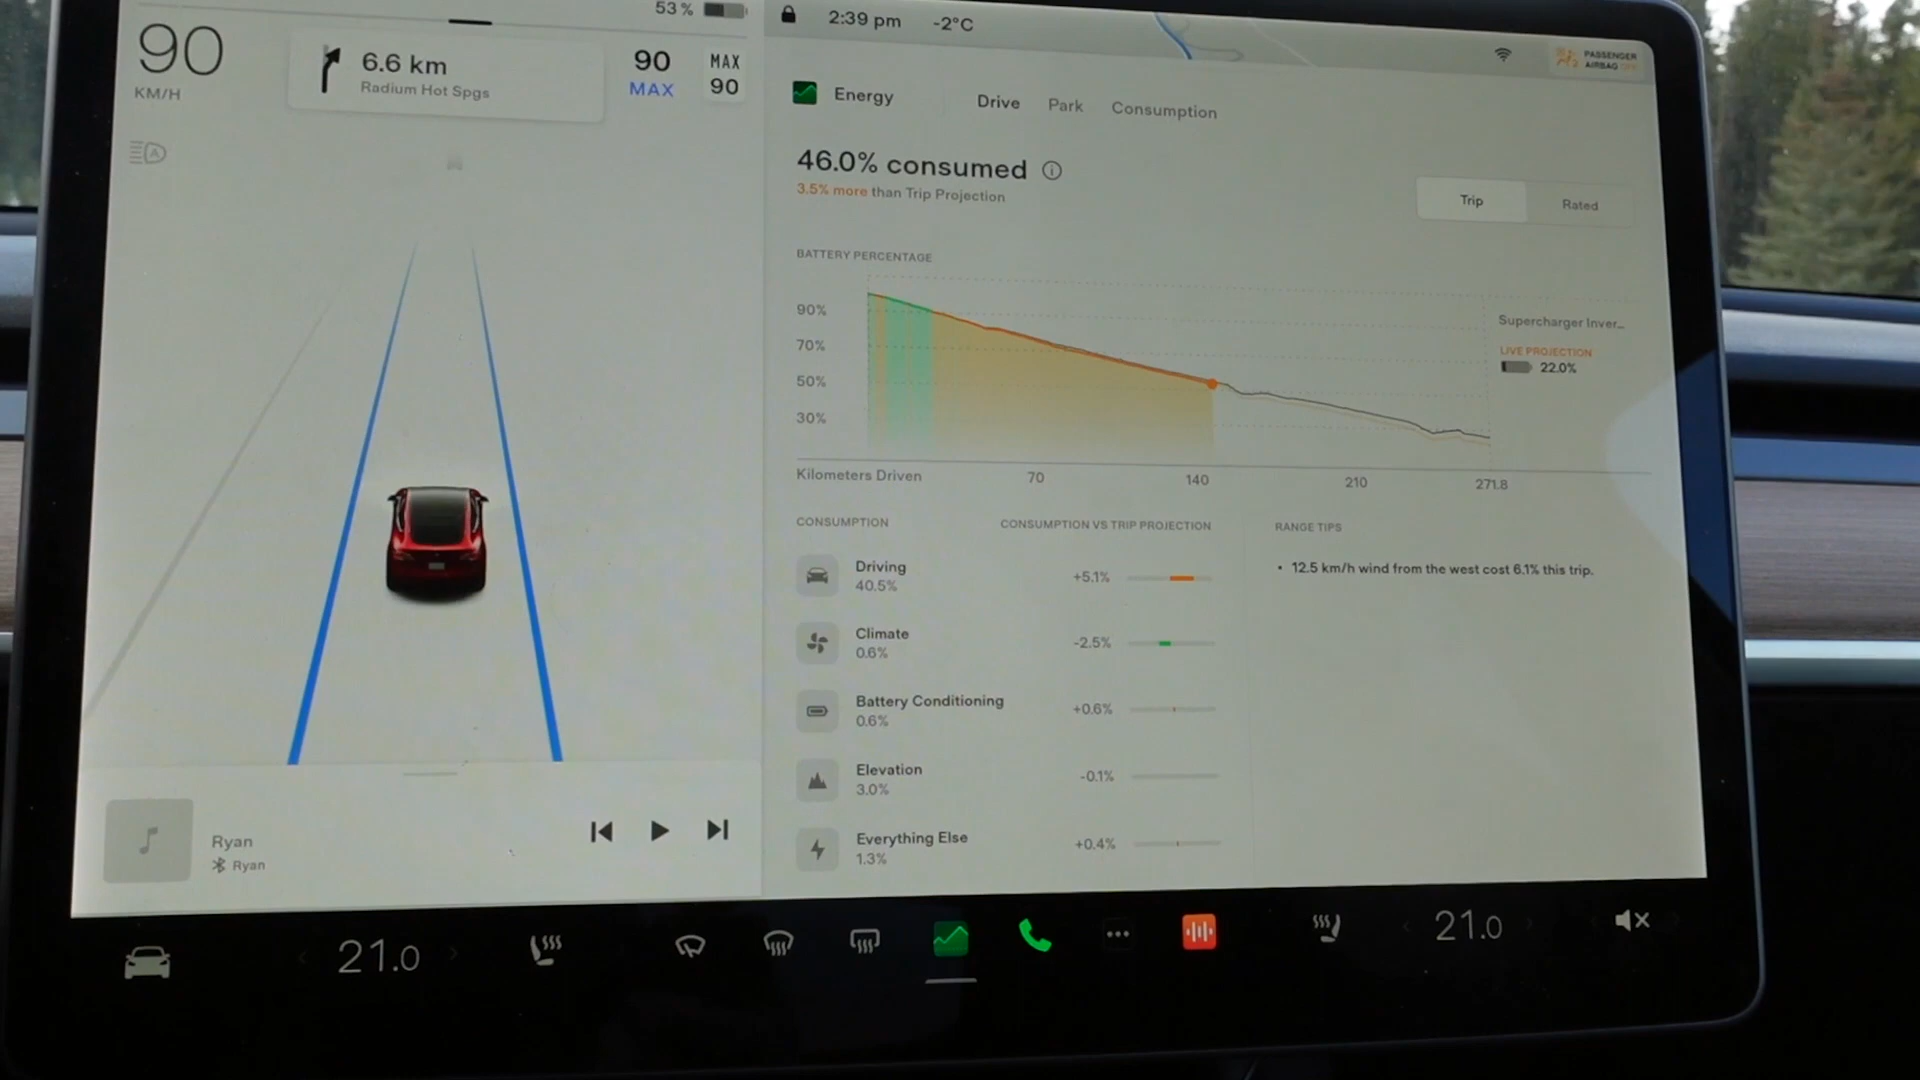 90
KM/H
6.6 km
Radium Hot Spgs
53 %
90
MAX
MAX
90
2:39 pm
-2°C
PASSENGER
AIRBAG OFF
Energy
Drive
Park
Consumption
46.0% consumed
3.5% more than Trip Projection
Trip
Rated
BATTERY PERCENTAGE
90%
70%
50%
30%
Supercharger Inver...
LIVE PROJECTION
22.0%
Kilometers Driven
70
140
210
271.8
CONSUMPTION
CONSUMPTION VS TRIP PROJECTION
RANGE TIPS
Driving
40.5%
+5.1%
• 12.5 km/h wind from the west cost 6.1% this trip.
Climate
0.6%
-2.5%
Battery Conditioning
0.6%
+0.6%
Elevation
3.0%
-0.1%
Everything Else
1.3%
+0.4%
Ryan
Ryan
21.0
21.0